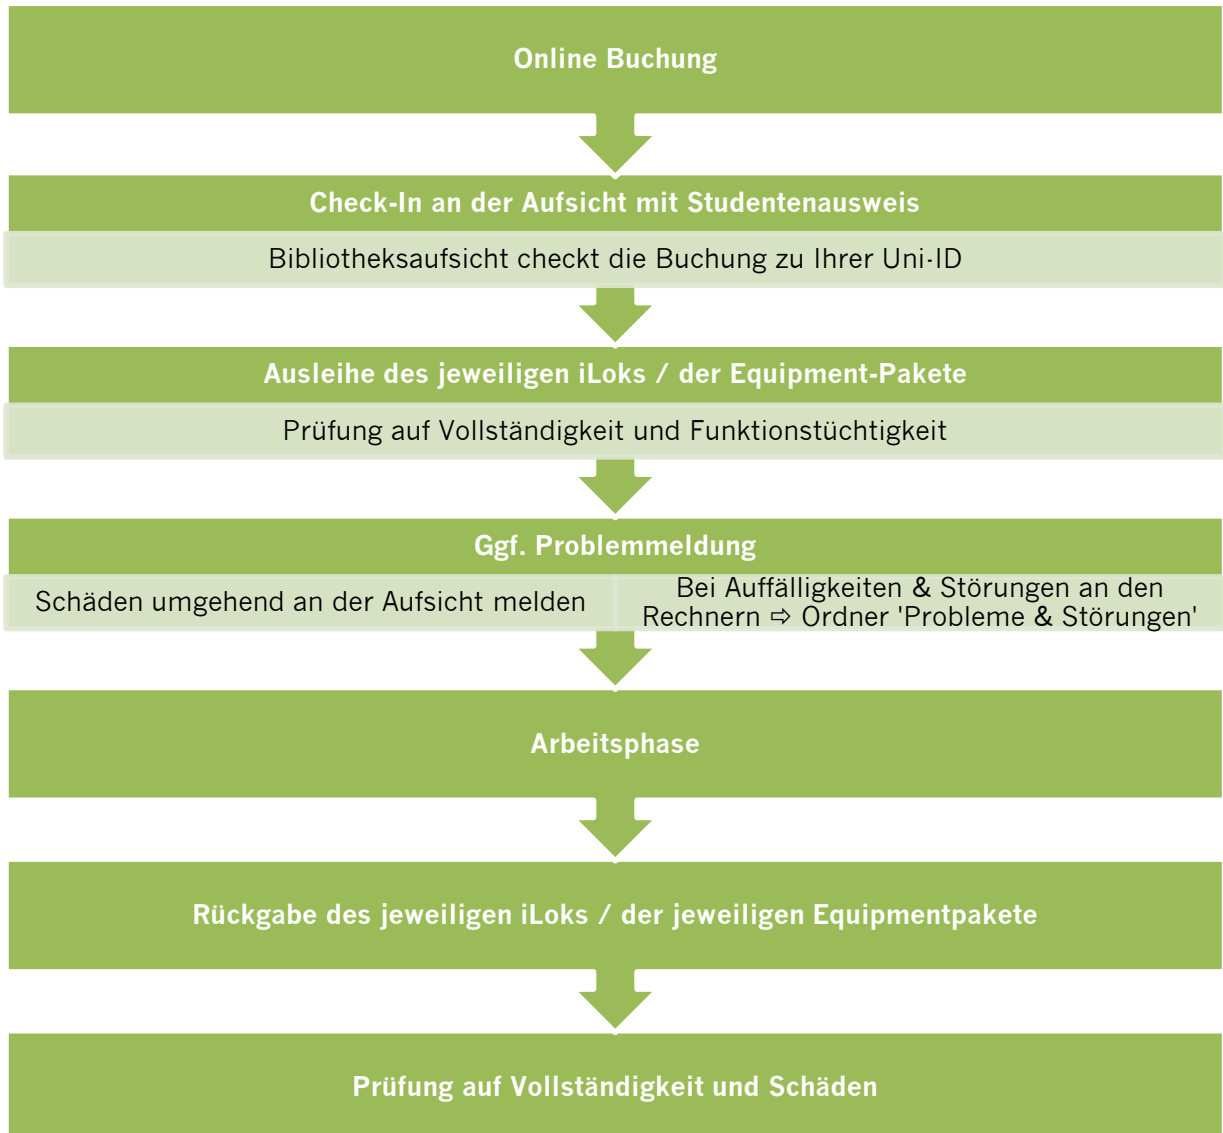 Online Buchung
Check-In an der Aufsicht mit Studentenausweis
Bibliotheksaufsicht checkt die Buchung zu Ihrer Uni-ID
Ausleihe des jeweiligen iLoks / der Equipment-Pakete
Prüfung auf Vollständigkeit und Funktionstüchtigkeit
Ggf. Problemmeldung
Schäden umgehend an der Aufsicht melden
Bei Auffälligkeiten & Störungen an den
Rechnern ⇨ Ordner 'Probleme & Störungen'
Arbeitsphase
Rückgabe des jeweiligen iLoks / der jeweiligen Equipmentpakete
Prüfung auf Vollständigkeit und Schäden